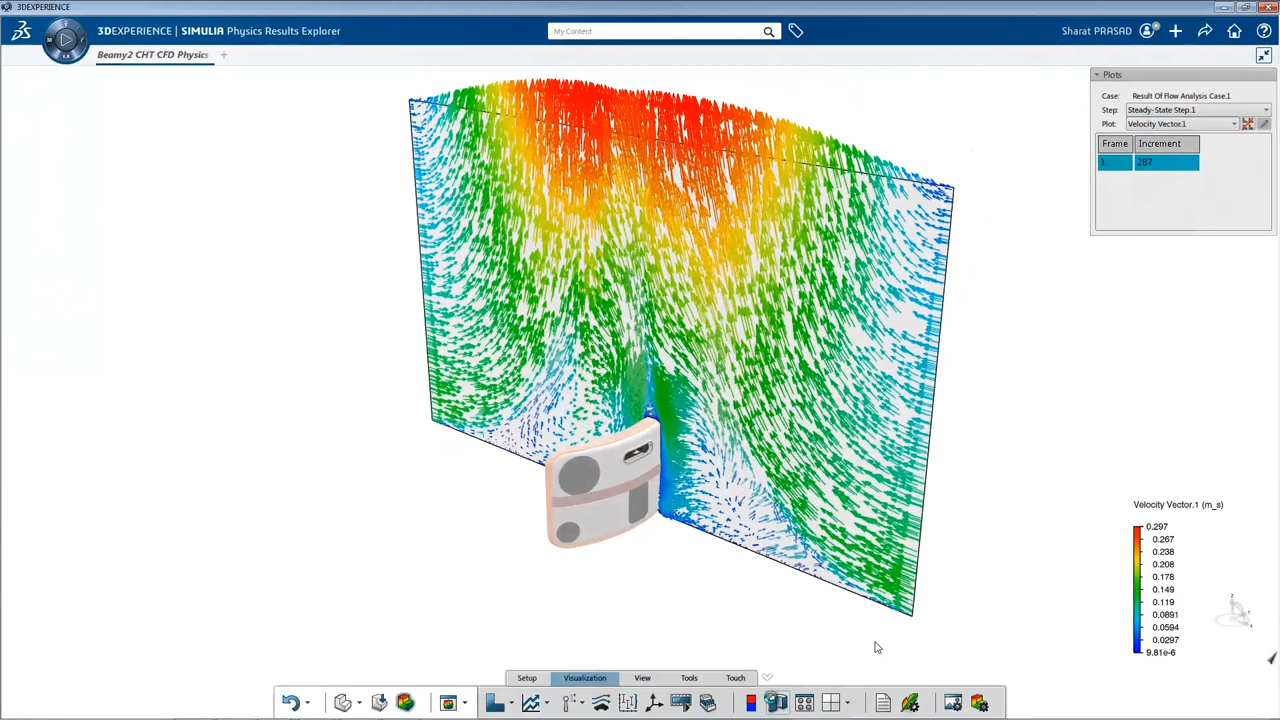 3DEXPERIENCE
3DEXPERIENCE | SIMULIA Physics Results Explorer
My Content
Sharat PRASAD
Beamy2 CHT CFD Physics
Plots
Case: Result Of Flow Analysis Case.1
Step: Steady-State Step.1
Plot: Velocity Vector.1
Frame Increment
1 287
Velocity Vector.1 (m_s)
0.297
0.267
0.238
0.208
0.178
0.149
0.119
0.0891
0.0594
0.0297
9.81e-6
Setup Visualization View Tools Touch